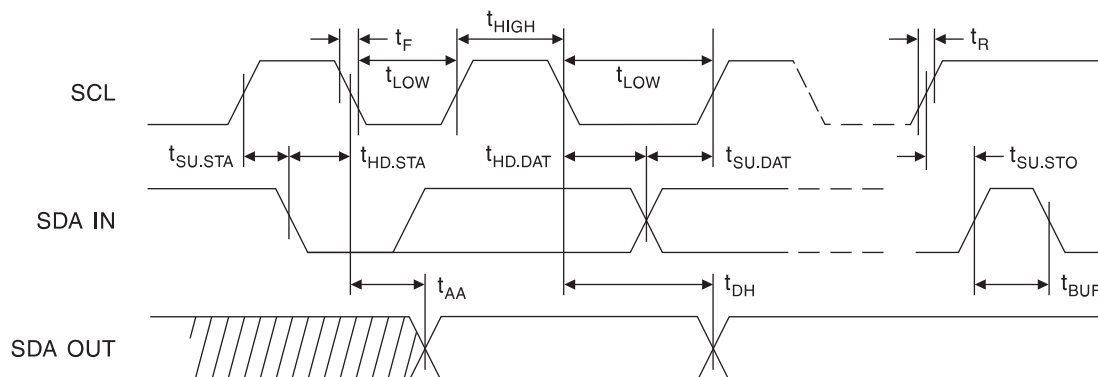 tHIGH
tF
tR
tLOW
tLOW
SCL
tSU.STA
tHD.STA
tHD.DAT
tSU.DAT
tSU.STO
SDA IN
tAA
tDH
tBUF
SDA OUT